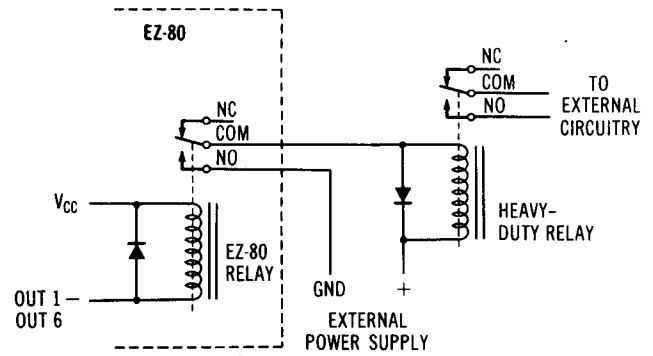 EZ-80
NC
COM
NO
TO
EXTERNAL
CIRCUITRY
NC
COM
NO
VCC
EZ-80
RELAY
HEAVY-
DUTY RELAY
OUT 1 –
OUT 6
GND
+
EXTERNAL
POWER SUPPLY